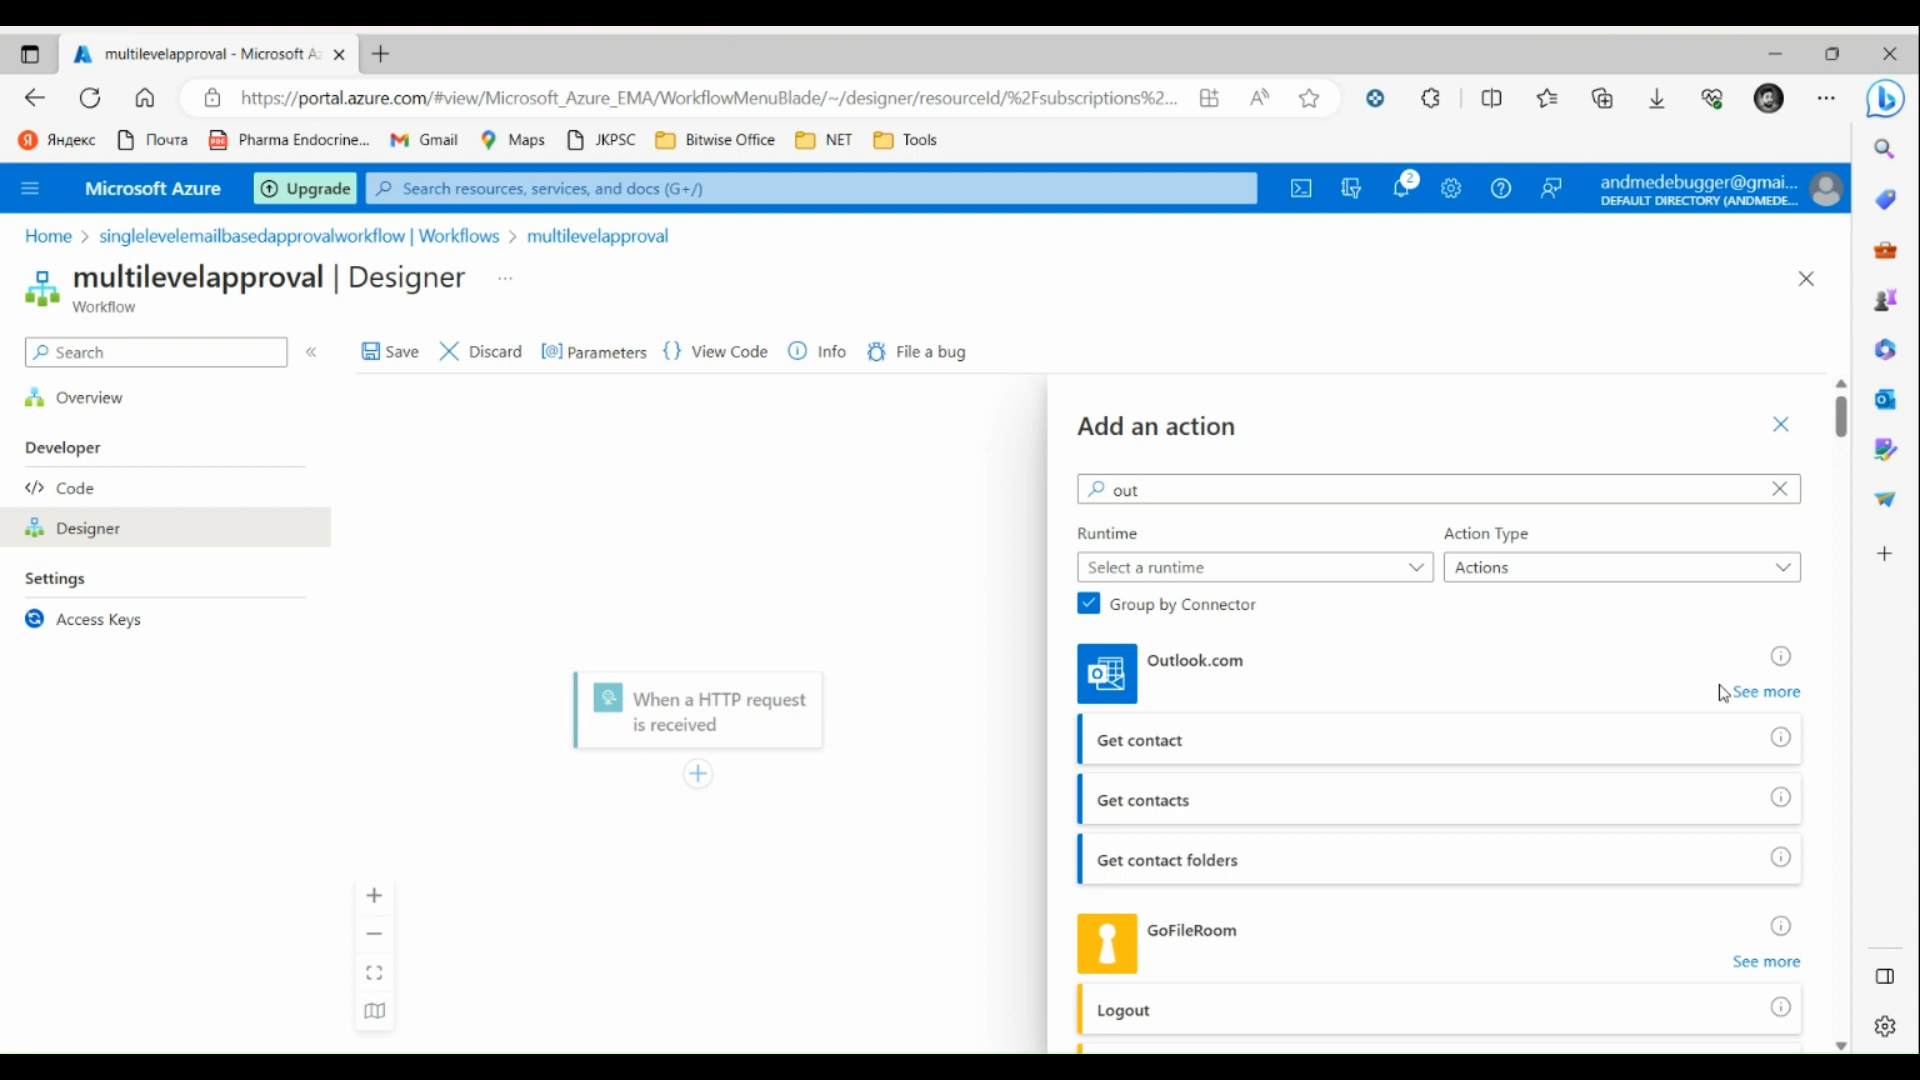 multilevelapproval - Microsoft A
https://portal.azure.com/#view/Microsoft_Azure_EMA/WorkflowMenuBlade/~/designer/resourceId/%2Fsubscriptions%2...
Яндекс Почта Pharma Endocrine... Gmail Maps JKPSC Bitwise Office NET Tools
Microsoft Azure Upgrade Search resources, services, and docs (G+/) 2 andmedebugger@gmai...
DEFAULT DIRECTORY (ANDMEDE...
Home > singlelevelemailbasedapprovalworkflow | Workflows > multilevelapproval
multilevelapproval | Designer ...
Workflow
Search «
Save Discard Parameters View Code Info File a bug
Overview
Developer
Code
Designer
Settings
Access Keys
When a HTTP request
is received
Add an action
out
Runtime Action Type
Select a runtime Actions
Group by Connector
Outlook.com
See more
Get contact
Get contacts
Get contact folders
GoFileRoom
See more
Logout